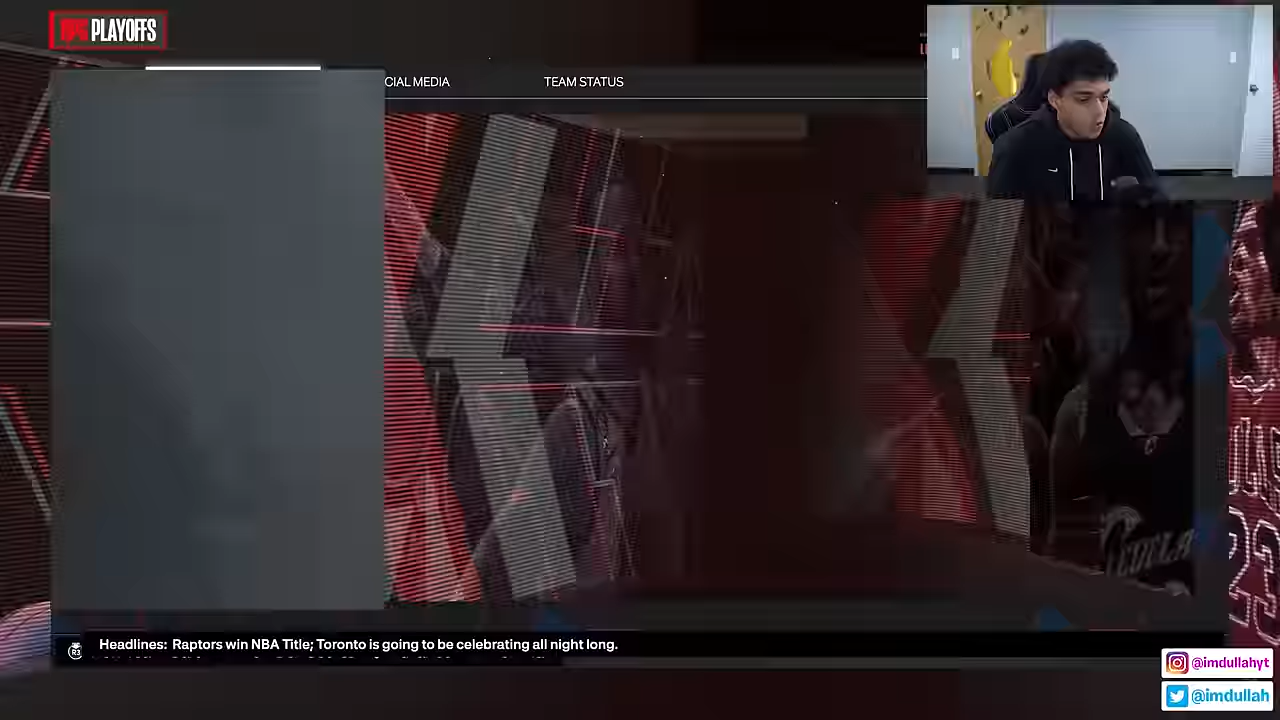 PLAYOFFS
CIAL MEDIA
TEAM STATUS
23
Headlines: Raptors win NBA Title; Toronto is going to be celebrating all night long.
@imdullahyt
@imdullah